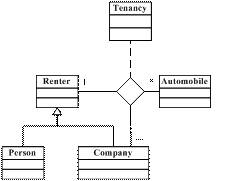 Tenancy
Renter
1
*
Automobile
....
Person
Company